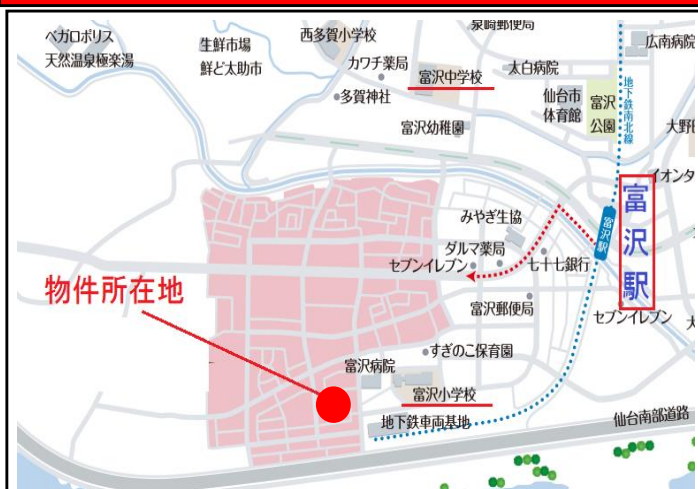 ベガロポリス
天然温泉極楽湯
生鮮市場
鮮ど太助市
西多賀小学校
カワチ薬局
多賀神社
富沢中学校
泉崎郵便局
太白病院
仙台市
体育館
富沢
公園
地下鉄南北線
広南病院
大野田
富沢幼稚園
イオンタ
富沢駅
富沢駅
みやぎ生協
ダルマ薬局
セブンイレブン
七十七銀行
富沢郵便局
セブンイレブン
物件所在地
すぎのこ保育園
富沢病院
富沢小学校
地下鉄車両基地
仙台南部道路